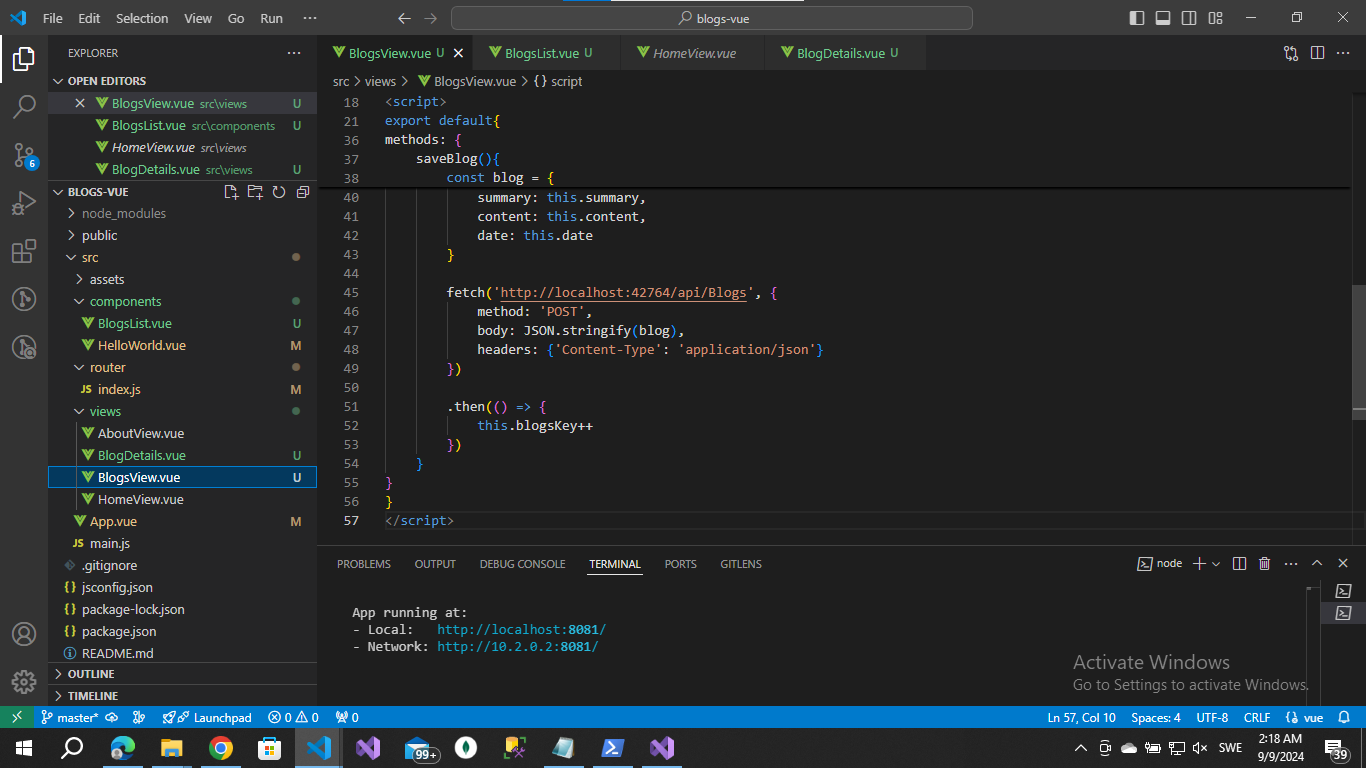 File Edit Selection View Go Run ···
blogs-vue
EXPLORER
OPEN EDITORS
BlogsView.vue src\views U
BlogsList.vue src\components U
HomeView.vue src\views
BlogDetails.vue src\views U
BLOGS-VUE
node_modules
public
src
assets
components
BlogsList.vue U
HelloWorld.vue M
router
JS index.js M
views
AboutView.vue
BlogDetails.vue U
BlogsView.vue U
HomeView.vue
App.vue M
JS main.js
.gitignore
{} jsconfig.json
{} package-lock.json
{} package.json
README.md
OUTLINE
TIMELINE
6
BlogsView.vue U
BlogsList.vue U
HomeView.vue
BlogDetails.vue U
src > views > BlogsView.vue > {} script
18 <script>
21 export default{
36 methods: {
37 saveBlog(){
38 const blog = {
40 summary: this.summary,
41 content: this.content,
42 date: this.date
43 }
44
45 fetch('http://localhost:42764/api/Blogs', {
46 method: 'POST',
47 body: JSON.stringify(blog),
48 headers: {'Content-Type': 'application/json'}
49 })
50
51 .then(() => {
52 this.blogsKey++
53 })
54 }
55 }
56 }
57 </script>
PROBLEMS OUTPUT DEBUG CONSOLE TERMINAL PORTS GITLENS
node
App running at:
- Local: http://localhost:8081/
- Network: http://10.2.0.2:8081/
Activate Windows
Go to Settings to activate Windows.
master* Launchpad 0 0 0
Ln 57, Col 10 Spaces: 4 UTF-8 CRLF {} vue
99+
SWE
2:18 AM
9/9/2024
39